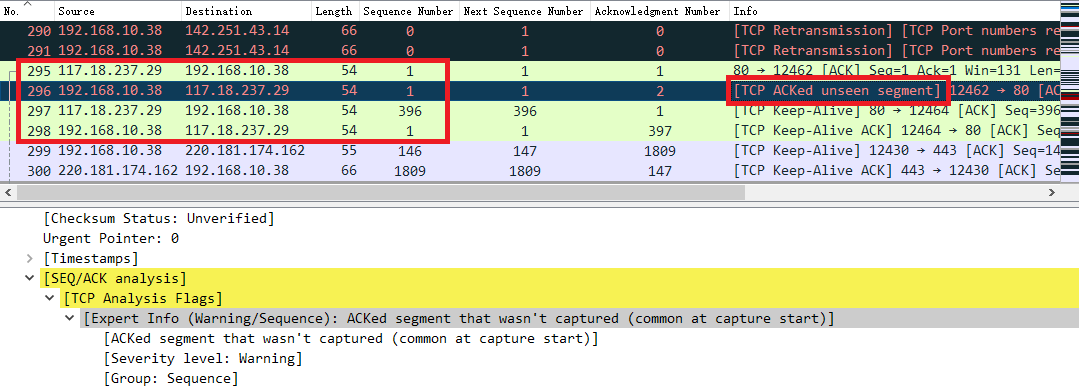 No. Source Destination Length Sequence Number Next Sequence Number Acknowledgment Number Info
290 192.168.10.38 142.251.43.14 66 0 1 0 [TCP Retransmission] [TCP Port numbers re
291 192.168.10.38 142.251.43.14 66 0 1 0 [TCP Retransmission] [TCP Port numbers re
295 117.18.237.29 192.168.10.38 54 1 1 1 80 → 12462 [ACK] Seq=1 Ack=1 Win=131 Len=
296 192.168.10.38 117.18.237.29 54 1 1 2 [TCP ACKed unseen segment] 12462 → 80 [AC
297 117.18.237.29 192.168.10.38 54 396 396 1 [TCP Keep-Alive] 80 → 12464 [ACK] Seq=396
298 192.168.10.38 117.18.237.29 54 1 1 397 [TCP Keep-Alive ACK] 12464 → 80 [ACK] Se
299 192.168.10.38 220.181.174.162 55 146 147 1809 [TCP Keep-Alive] 12430 → 443 [ACK] Seq=14
300 220.181.174.162 192.168.10.38 66 1809 1809 147 [TCP Keep-Alive ACK] 443 → 12430 [ACK] Se
[Checksum Status: Unverified]
Urgent Pointer: 0
[Timestamps]
[SEQ/ACK analysis]
[TCP Analysis Flags]
[Expert Info (Warning/Sequence): ACKed segment that wasn't captured (common at capture start)]
[ACKed segment that wasn't captured (common at capture start)]
[Severity level: Warning]
[Group: Sequence]